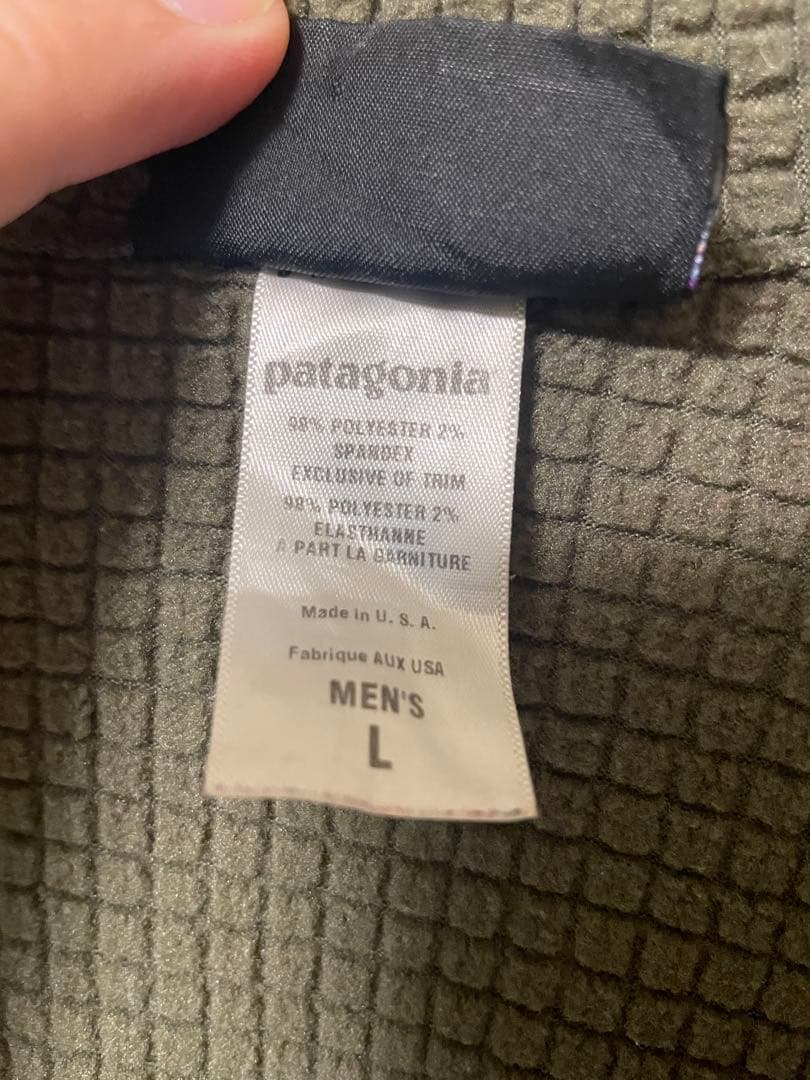 patagonia
98% POLYESTER 2%
SPANDEX
EXCLUSIVE OF TRIM
98% POLYESTER 2%
ELASTHANNE
À PART LA GARNITURE
Made in U. S. A.
Fabrique AUX USA
MEN'S
L